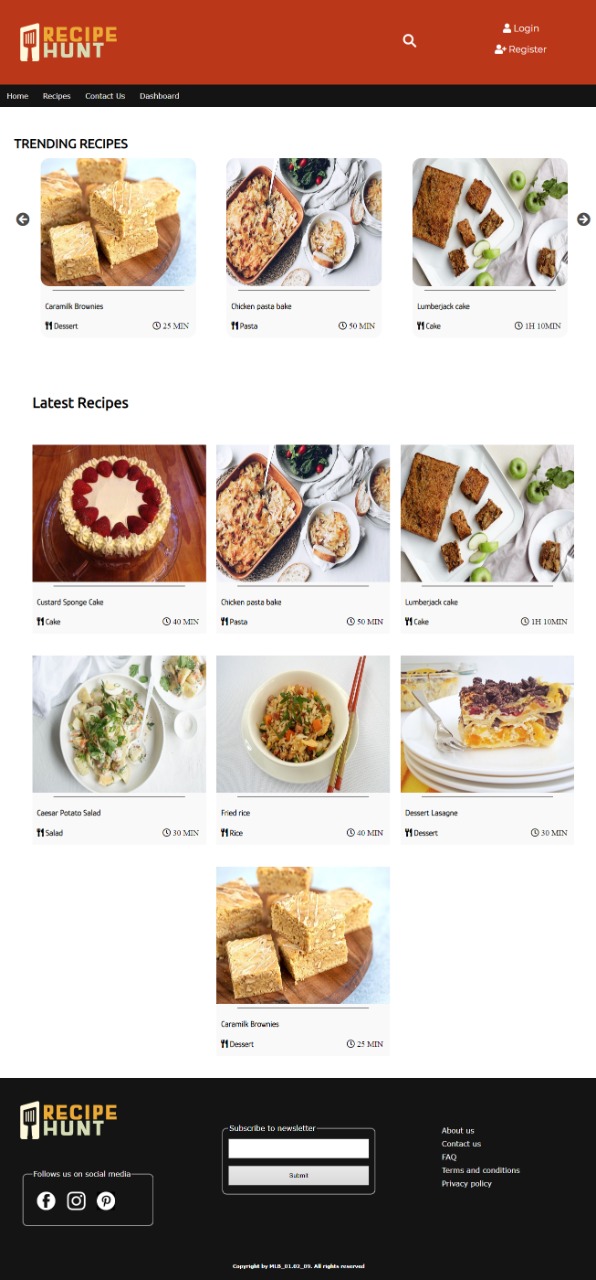 RECIPE
HUNT
Login
Register
Home Recipes Contact Us Dashboard
TRENDING RECIPES
Caramilk Brownies
Dessert 25 MIN
Chicken pasta bake
Pasta 50 MIN
Lumberjack cake
Cake 1H 10MIN
Latest Recipes
Custard Sponge Cake
Cake 40 MIN
Chicken pasta bake
Pasta 50 MIN
Lumberjack cake
Cake 1H 10MIN
Caesar Potato Salad
Salad 30 MIN
Fried rice
Rice 40 MIN
Dessert Lasagne
Dessert 30 MIN
Caramilk Brownies
Dessert 25 MIN
RECIPE
HUNT
Follows us on social media
Subscribe to newsletter
Submit
About us
Contact us
FAQ
Terms and conditions
Privacy policy
Copyright by MLB_01.02_09. All rights reserved